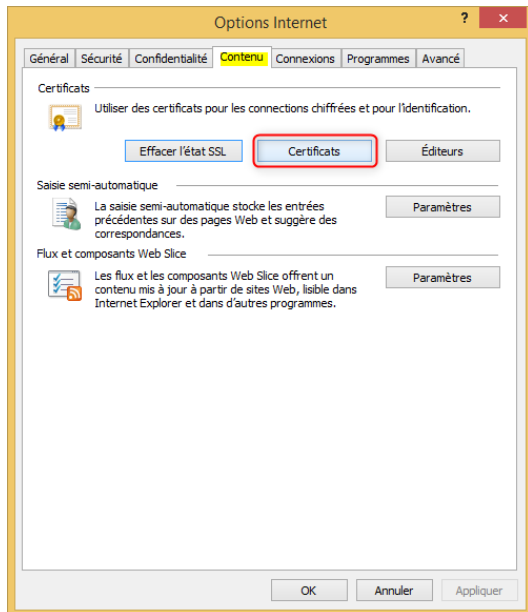 Options Internet ? ×
Général Sécurité Confidentialité Contenu Connexions Programmes Avancé
Certificats
Utiliser des certificats pour les connections chiffrées et pour l'identification.
Effacer l'état SSL Certificats Éditeurs
Saisie semi-automatique
La saisie semi-automatique stocke les entrées
précédentes sur des pages Web et suggère des
correspondances.
Paramètres
Flux et composants Web Slice
Les flux et les composants Web Slice offrent un
contenu mis à jour à partir de sites Web, lisible dans
Internet Explorer et dans d'autres programmes.
Paramètres
OK Annuler Appliquer